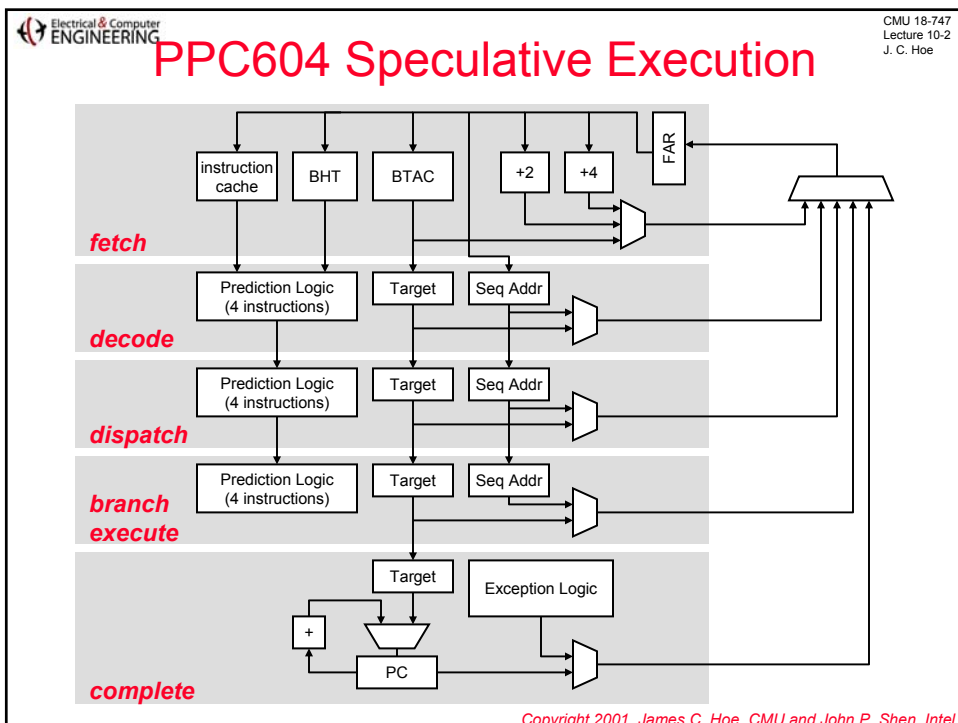 Electrical & Computer
ENGINEERING
CMU 18-747
Lecture 10-2
J. C. Hoe
PPC604 Speculative Execution
instruction
cache
BHT
BTAC
+2
+4
FAR
fetch
Prediction Logic
(4 instructions)
Target
Seq Addr
decode
Prediction Logic
(4 instructions)
Target
Seq Addr
dispatch
Prediction Logic
(4 instructions)
Target
Seq Addr
branch
execute
Target
Exception Logic
+
PC
complete
Copyright 2001, James C. Hoe, CMU and John P. Shen, Intel